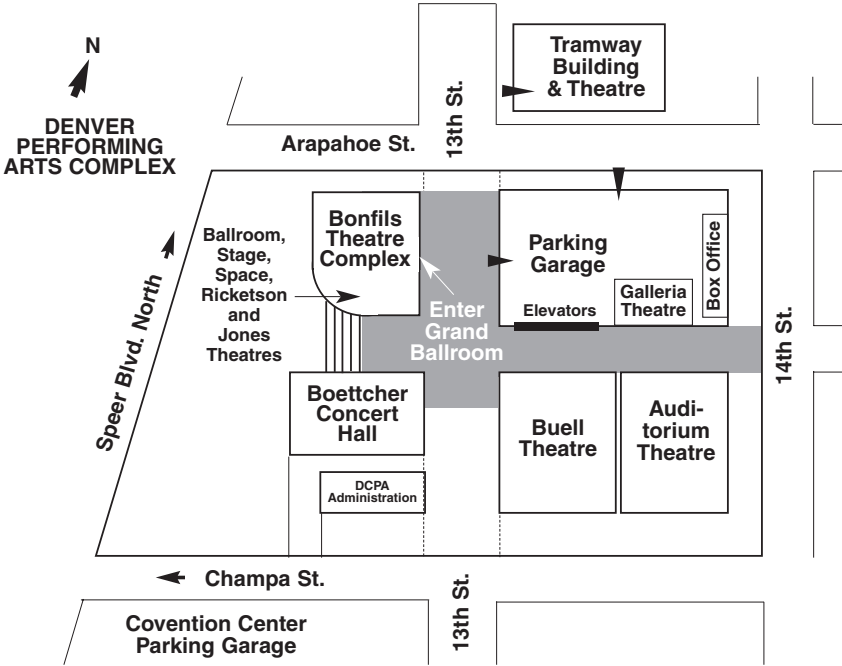 N
DENVER
PERFORMING
ARTS COMPLEX
Tramway
Building
& Theatre
13th St.
Arapahoe St.
Bonfils
Theatre
Complex
Ballroom,
Stage,
Space,
Ricketson
and
Jones
Theatres
Parking
Garage
Box Office
Galleria
Theatre
Elevators
Enter
Grand
Ballroom
Speer Blvd. North
14th St.
Boettcher
Concert
Hall
Buell
Theatre
Audi-
torium
Theatre
DCPA
Administration
Champa St.
13th St.
Covention Center
Parking Garage